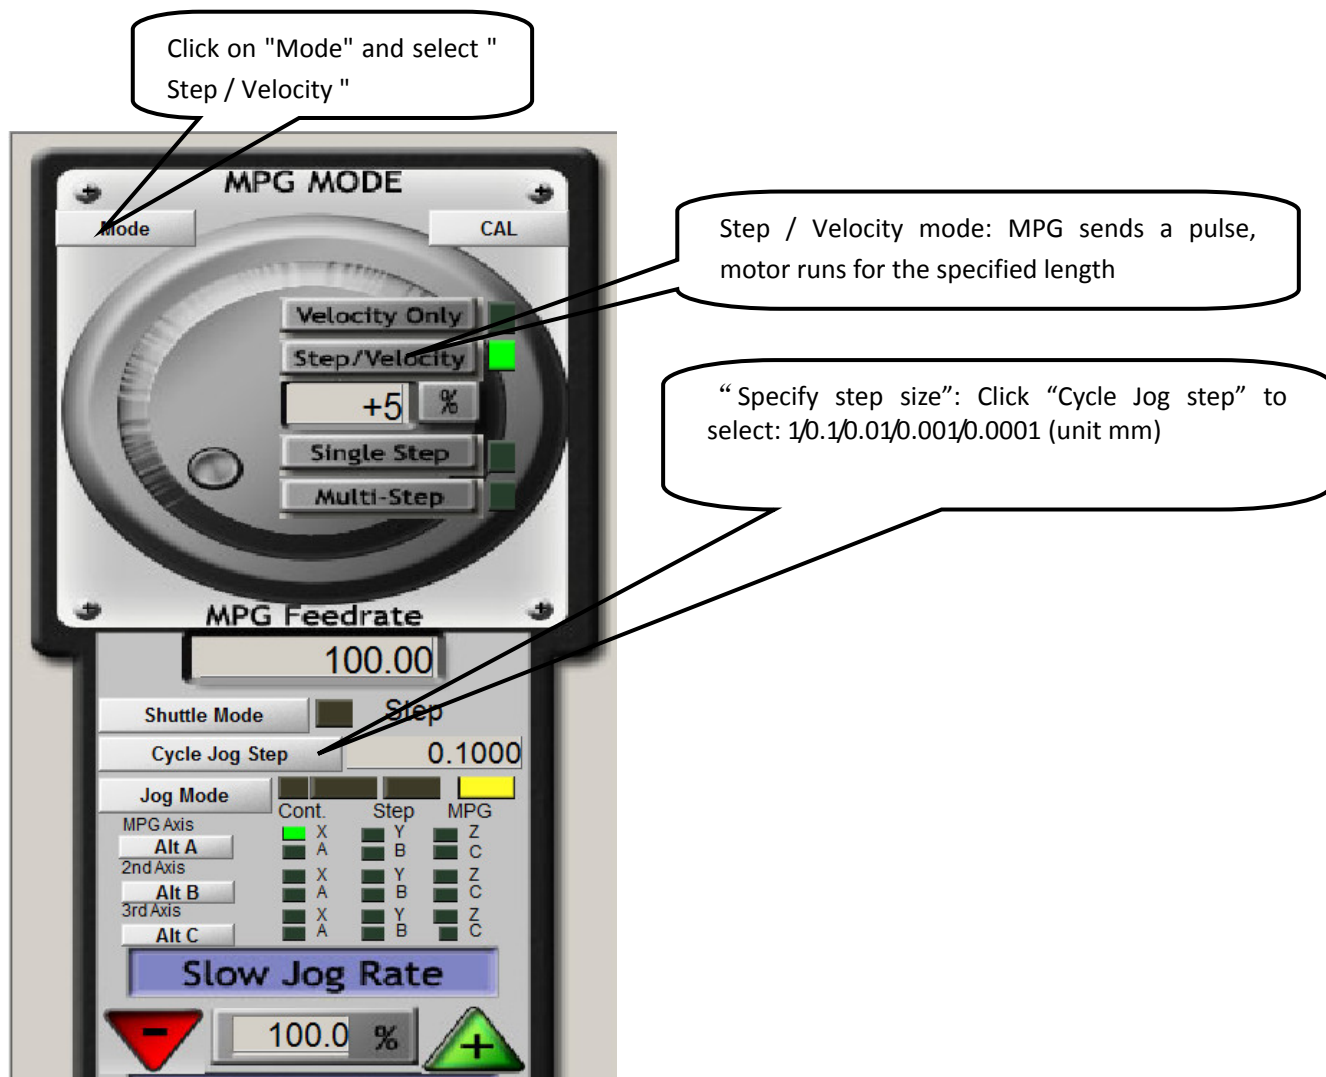 Click on "Mode" and select "
Step / Velocity "
MPG MODE
Mode
CAL
Step / Velocity mode: MPG sends a pulse,
motor runs for the specified length
Velocity Only
Step/Velocity
+5 %
Single Step
Multi-Step
“ Specify step size”: Click “Cycle Jog step” to
select: 1/0.1/0.01/0.001/0.0001 (unit mm)
MPG Feedrate
100.00
Shuttle Mode
Step
Cycle Jog Step
0.1000
Jog Mode
Cont. Step MPG
MPG Axis
X Y Z
Alt A
A B C
2nd Axis
X Y Z
Alt B
A B C
3rd Axis
X Y Z
Alt C
A B C
Slow Jog Rate
- 100.0 % +